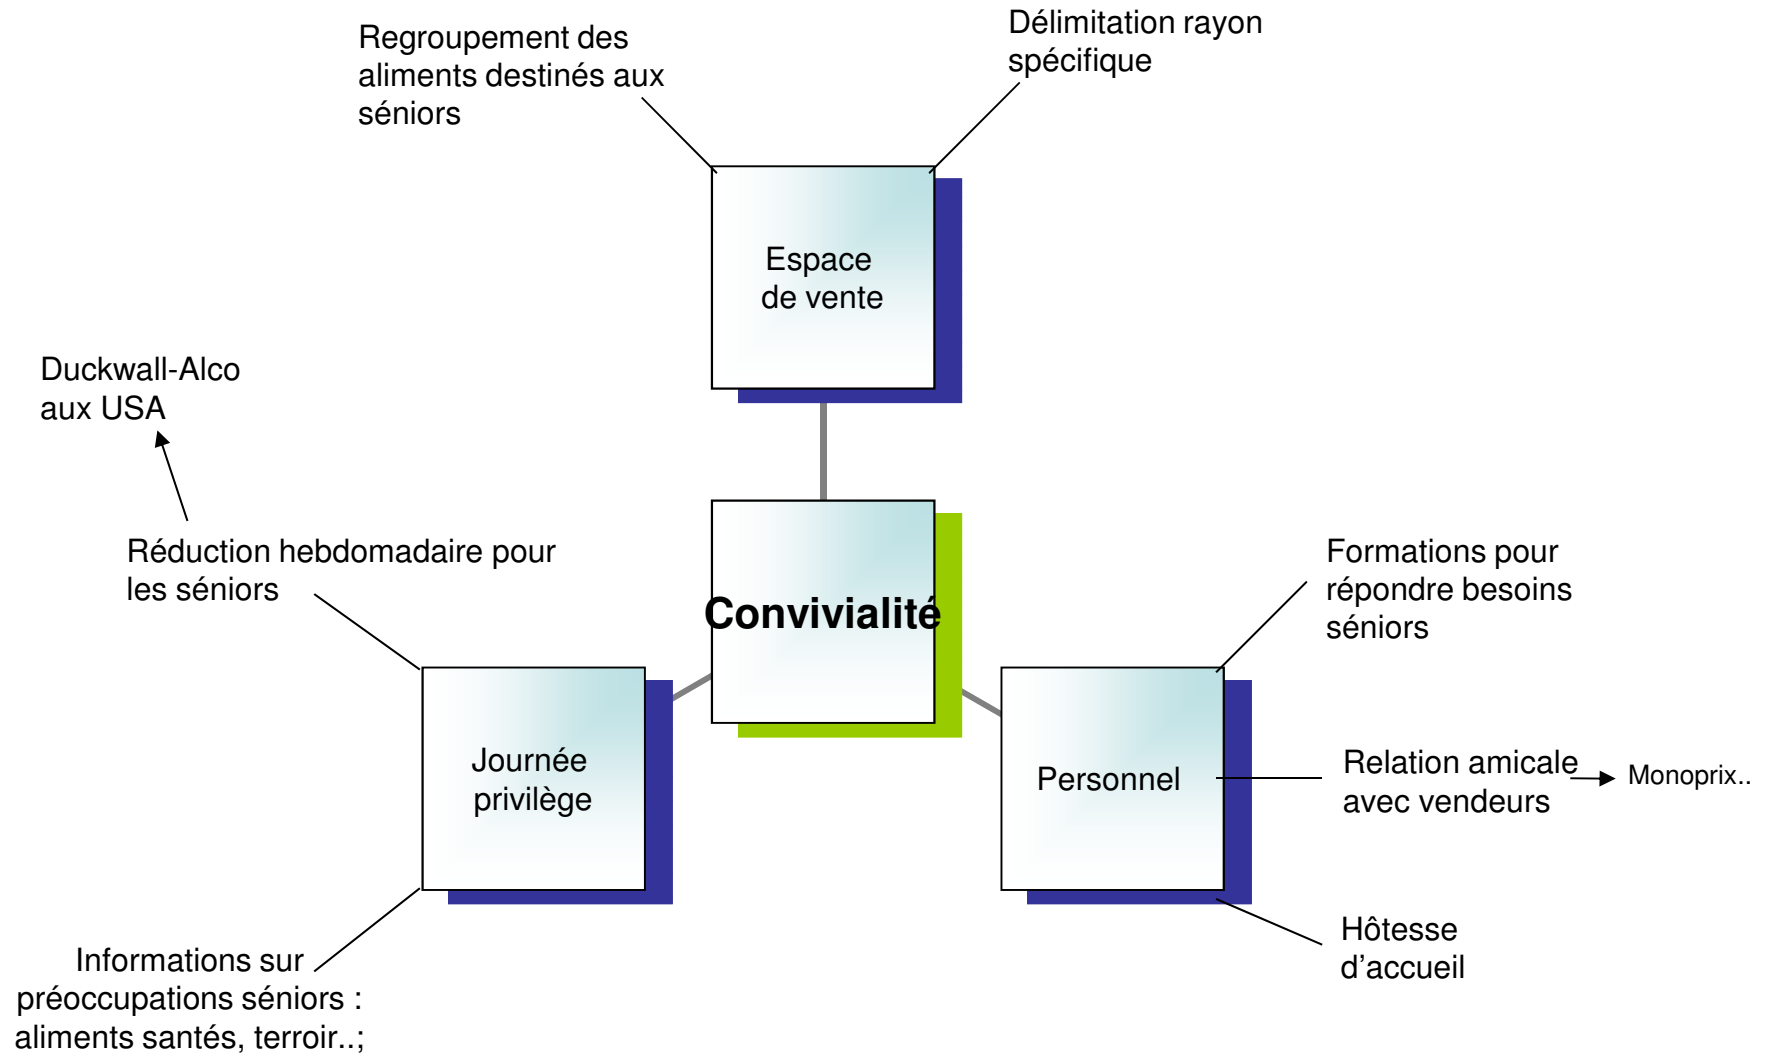 Regroupement des
aliments destinés aux
séniors
Délimitation rayon
spécifique
Espace
de vente
Duckwall-Alco
aux USA
Réduction hebdomadaire pour
les séniors
Convivialité
Formations pour
répondre besoins
séniors
Journée
privilège
Personnel
Relation amicale
avec vendeurs
Monoprix..
Hôtesse
d’accueil
Informations sur
préoccupations séniors :
aliments santés, terroir..;